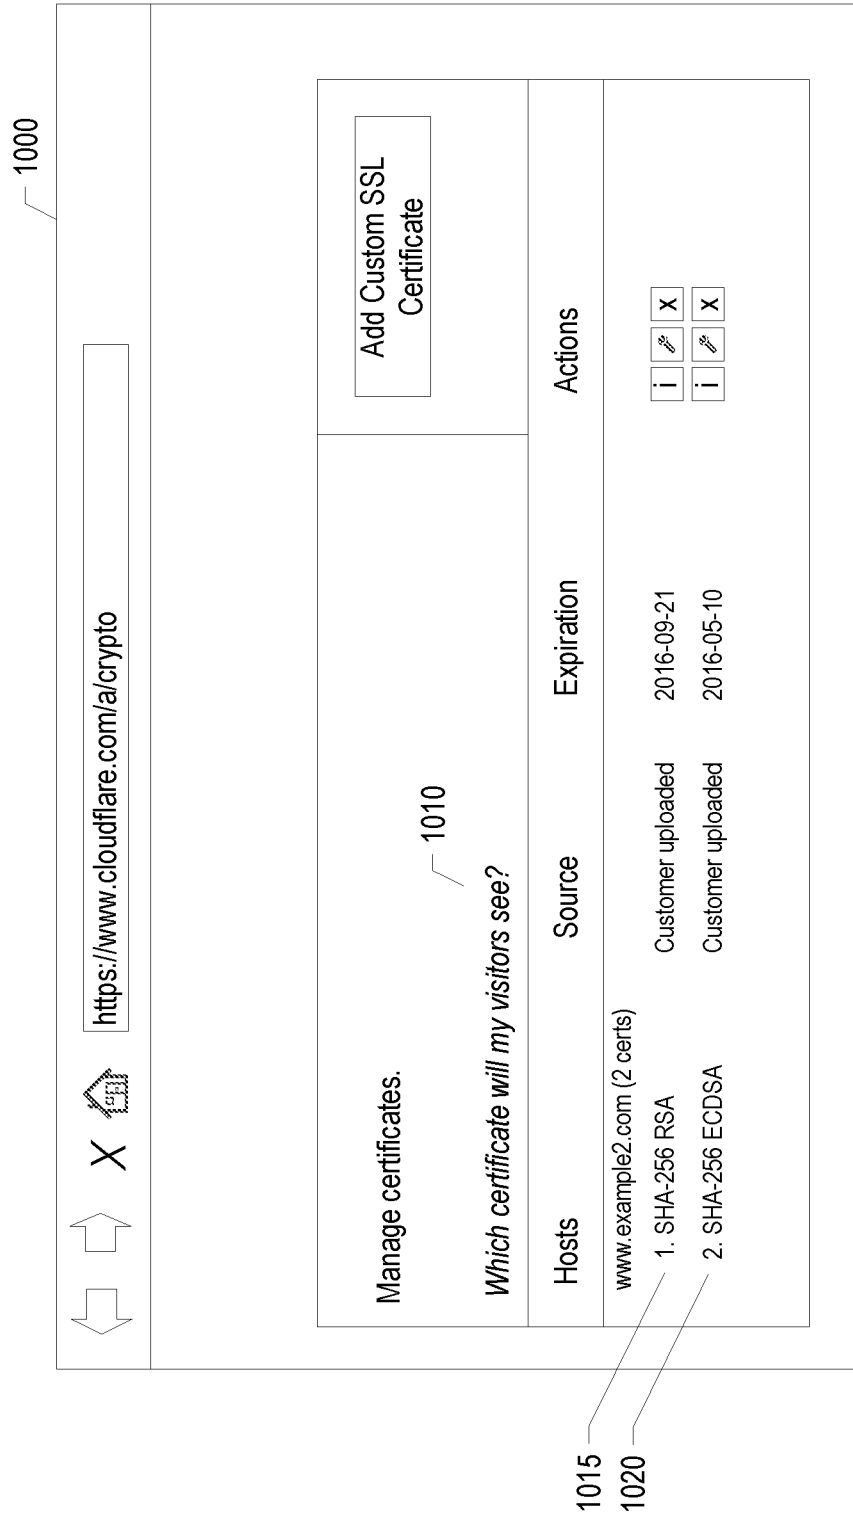 1000
X
https://www.cloudflare.com/a/crypto
Manage certificates.
Add Custom SSL
Certificate
1010
Which certificate will my visitors see?
Hosts Source Expiration Actions
www.example2.com (2 certs)
1015
1. SHA-256 RSA Customer uploaded 2016-09-21 i X
1020
2. SHA-256 ECDSA Customer uploaded 2016-05-10 i X